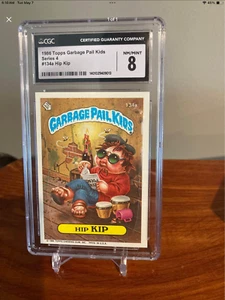 CGC
CERTIFIED GUARANTY COMPANY
1986 Topps Garbage Pail Kids
Series 4
#134a Hip Kip
NM/MINT
8
134a
GARBAGE PAIL KIDS
HIP KIP